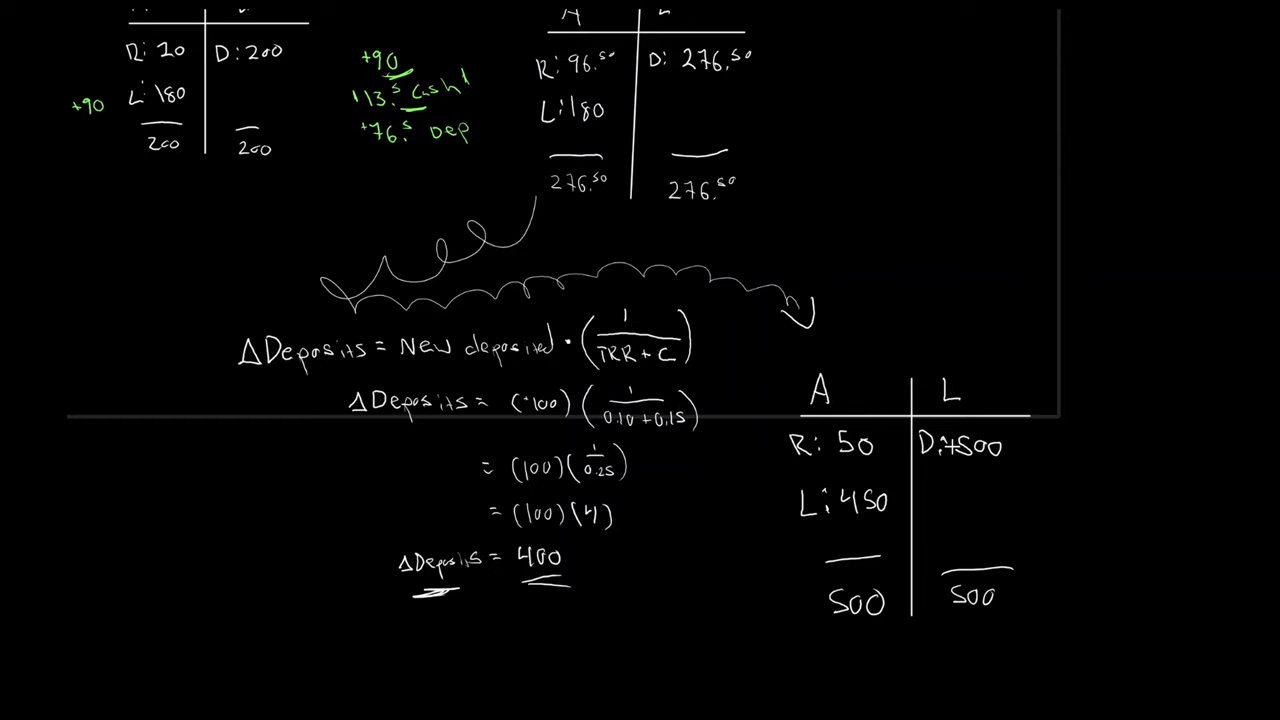 A L
R: 20 D: 200
L: 180
+90
200 200
+90
+13.5 Cash
+76.5 Dep
A L
R: 96.50 D: 276.50
L: 180
276.50 276.50
ΔDeposits = New deposited · (1/(TRR + C))
ΔDeposits = (+100) (1/(0.10 + 0.15))
= (100) (1/0.25)
= (100) (4)
ΔDeposits = 400
A L
R: 50 D: +500
L: 450
500 500